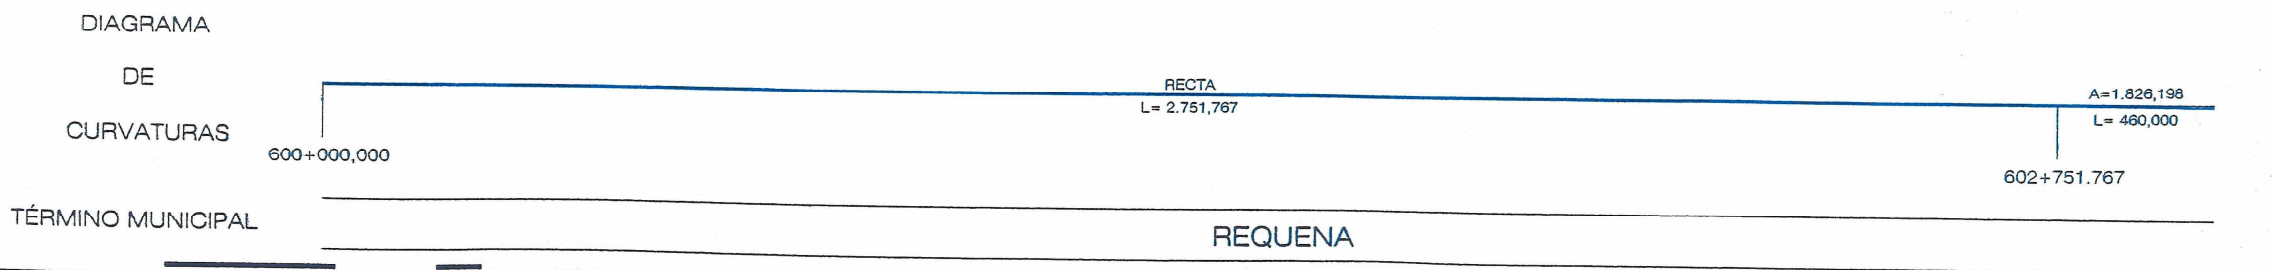 DIAGRAMA
DE
CURVATURAS
RECTA
L= 2.751,767
A=1.826,198
L= 460,000
600+000,000
602+751.767
TÉRMINO MUNICIPAL
REQUENA